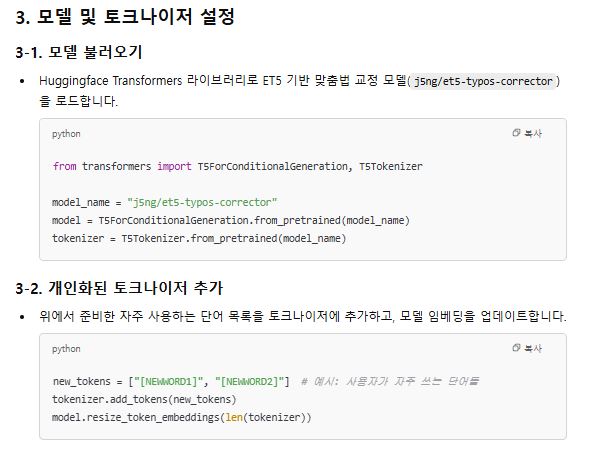 3. 모델 및 토크나이저 설정
3-1. 모델 불러오기
• Huggingface Transformers 라이브러리로 ET5 기반 맞춤법 교정 모델( j5ng/et5-typos-corrector )
을 로드합니다.
python 복사
from transformers import T5ForConditionalGeneration, T5Tokenizer
model_name = "j5ng/et5-typos-corrector"
model = T5ForConditionalGeneration.from_pretrained(model_name)
tokenizer = T5Tokenizer.from_pretrained(model_name)
3-2. 개인화된 토크나이저 추가
• 위에서 준비한 자주 사용하는 단어 목록을 토크나이저에 추가하고, 모델 임베딩을 업데이트합니다.
python 복사
new_tokens = ["[NEWWORD1]", "[NEWWORD2]"] # 예시: 사용자가 자주 쓰는 단어들
tokenizer.add_tokens(new_tokens)
model.resize_token_embeddings(len(tokenizer))